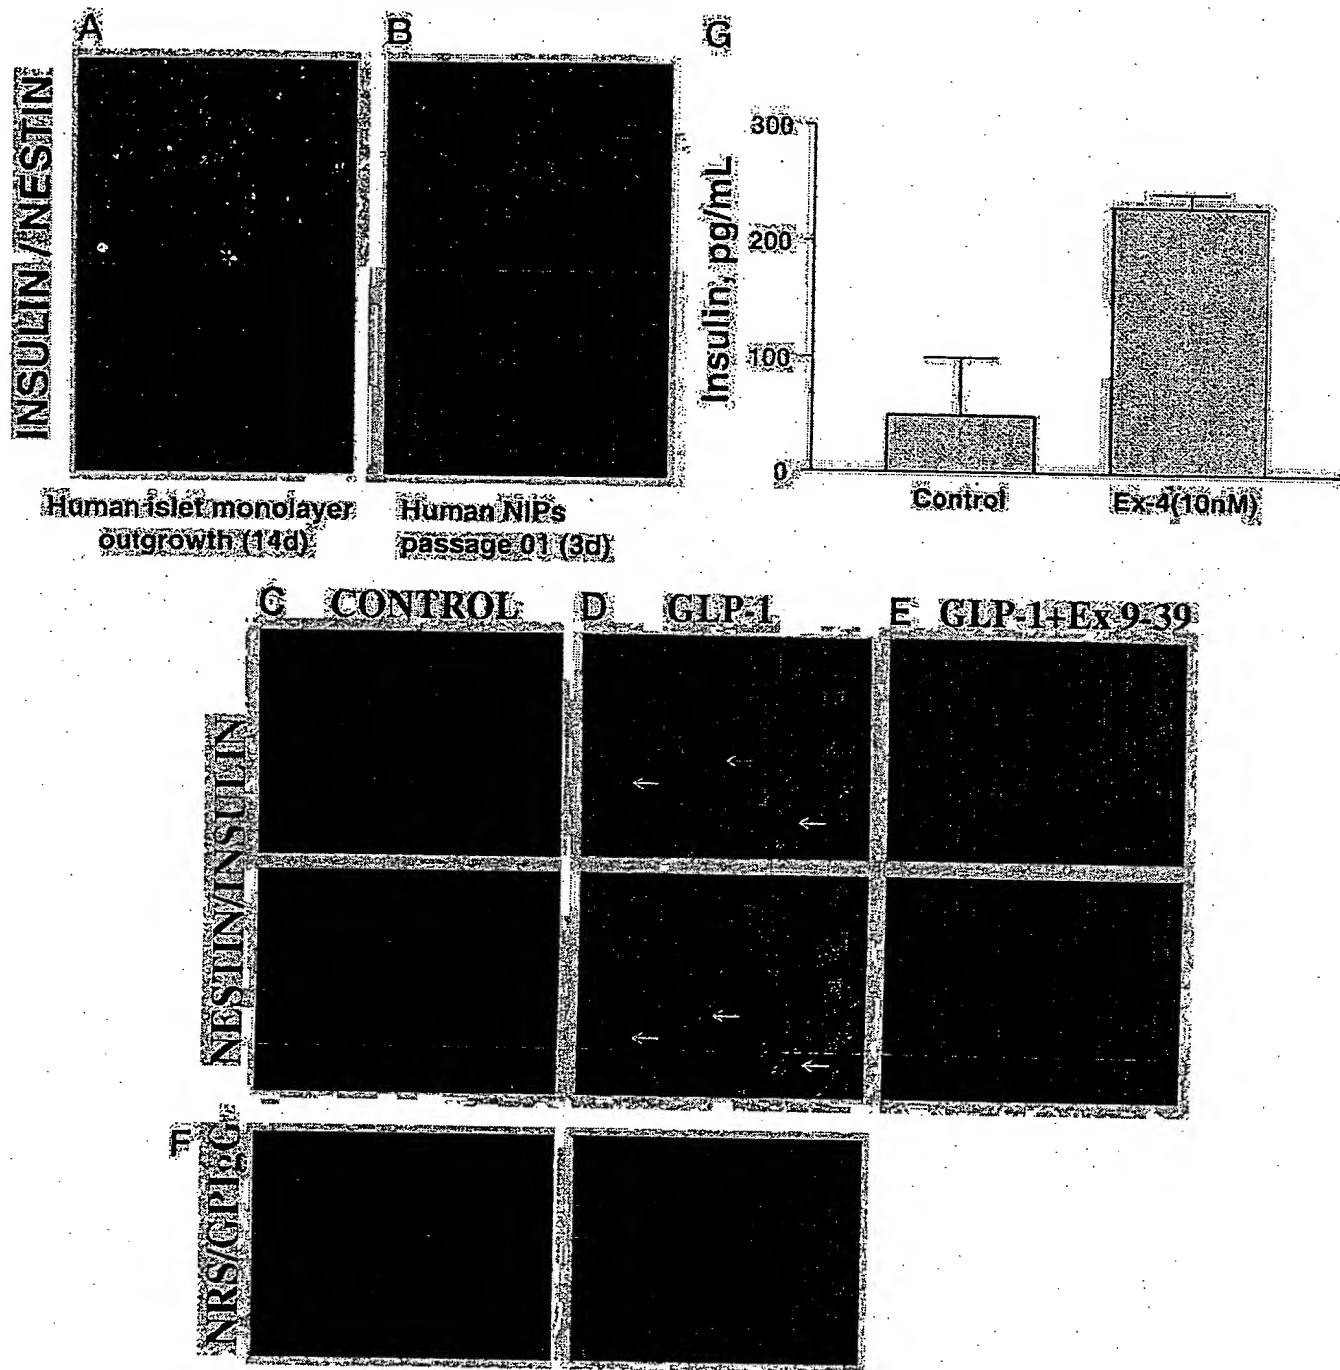 A
B
G
INSULIN/NESTIN
Human islet monolayer
outgrowth (14d)
Human NIPs
passage 01 (3d)
Insulin, pg/mL
300
200
100
0
Control
Ex-4(10nM)
C CONTROL
D GLP-1
E GLP-1+Ex 9-39
NESTIN/INSULIN
F
NRS/GPIgG